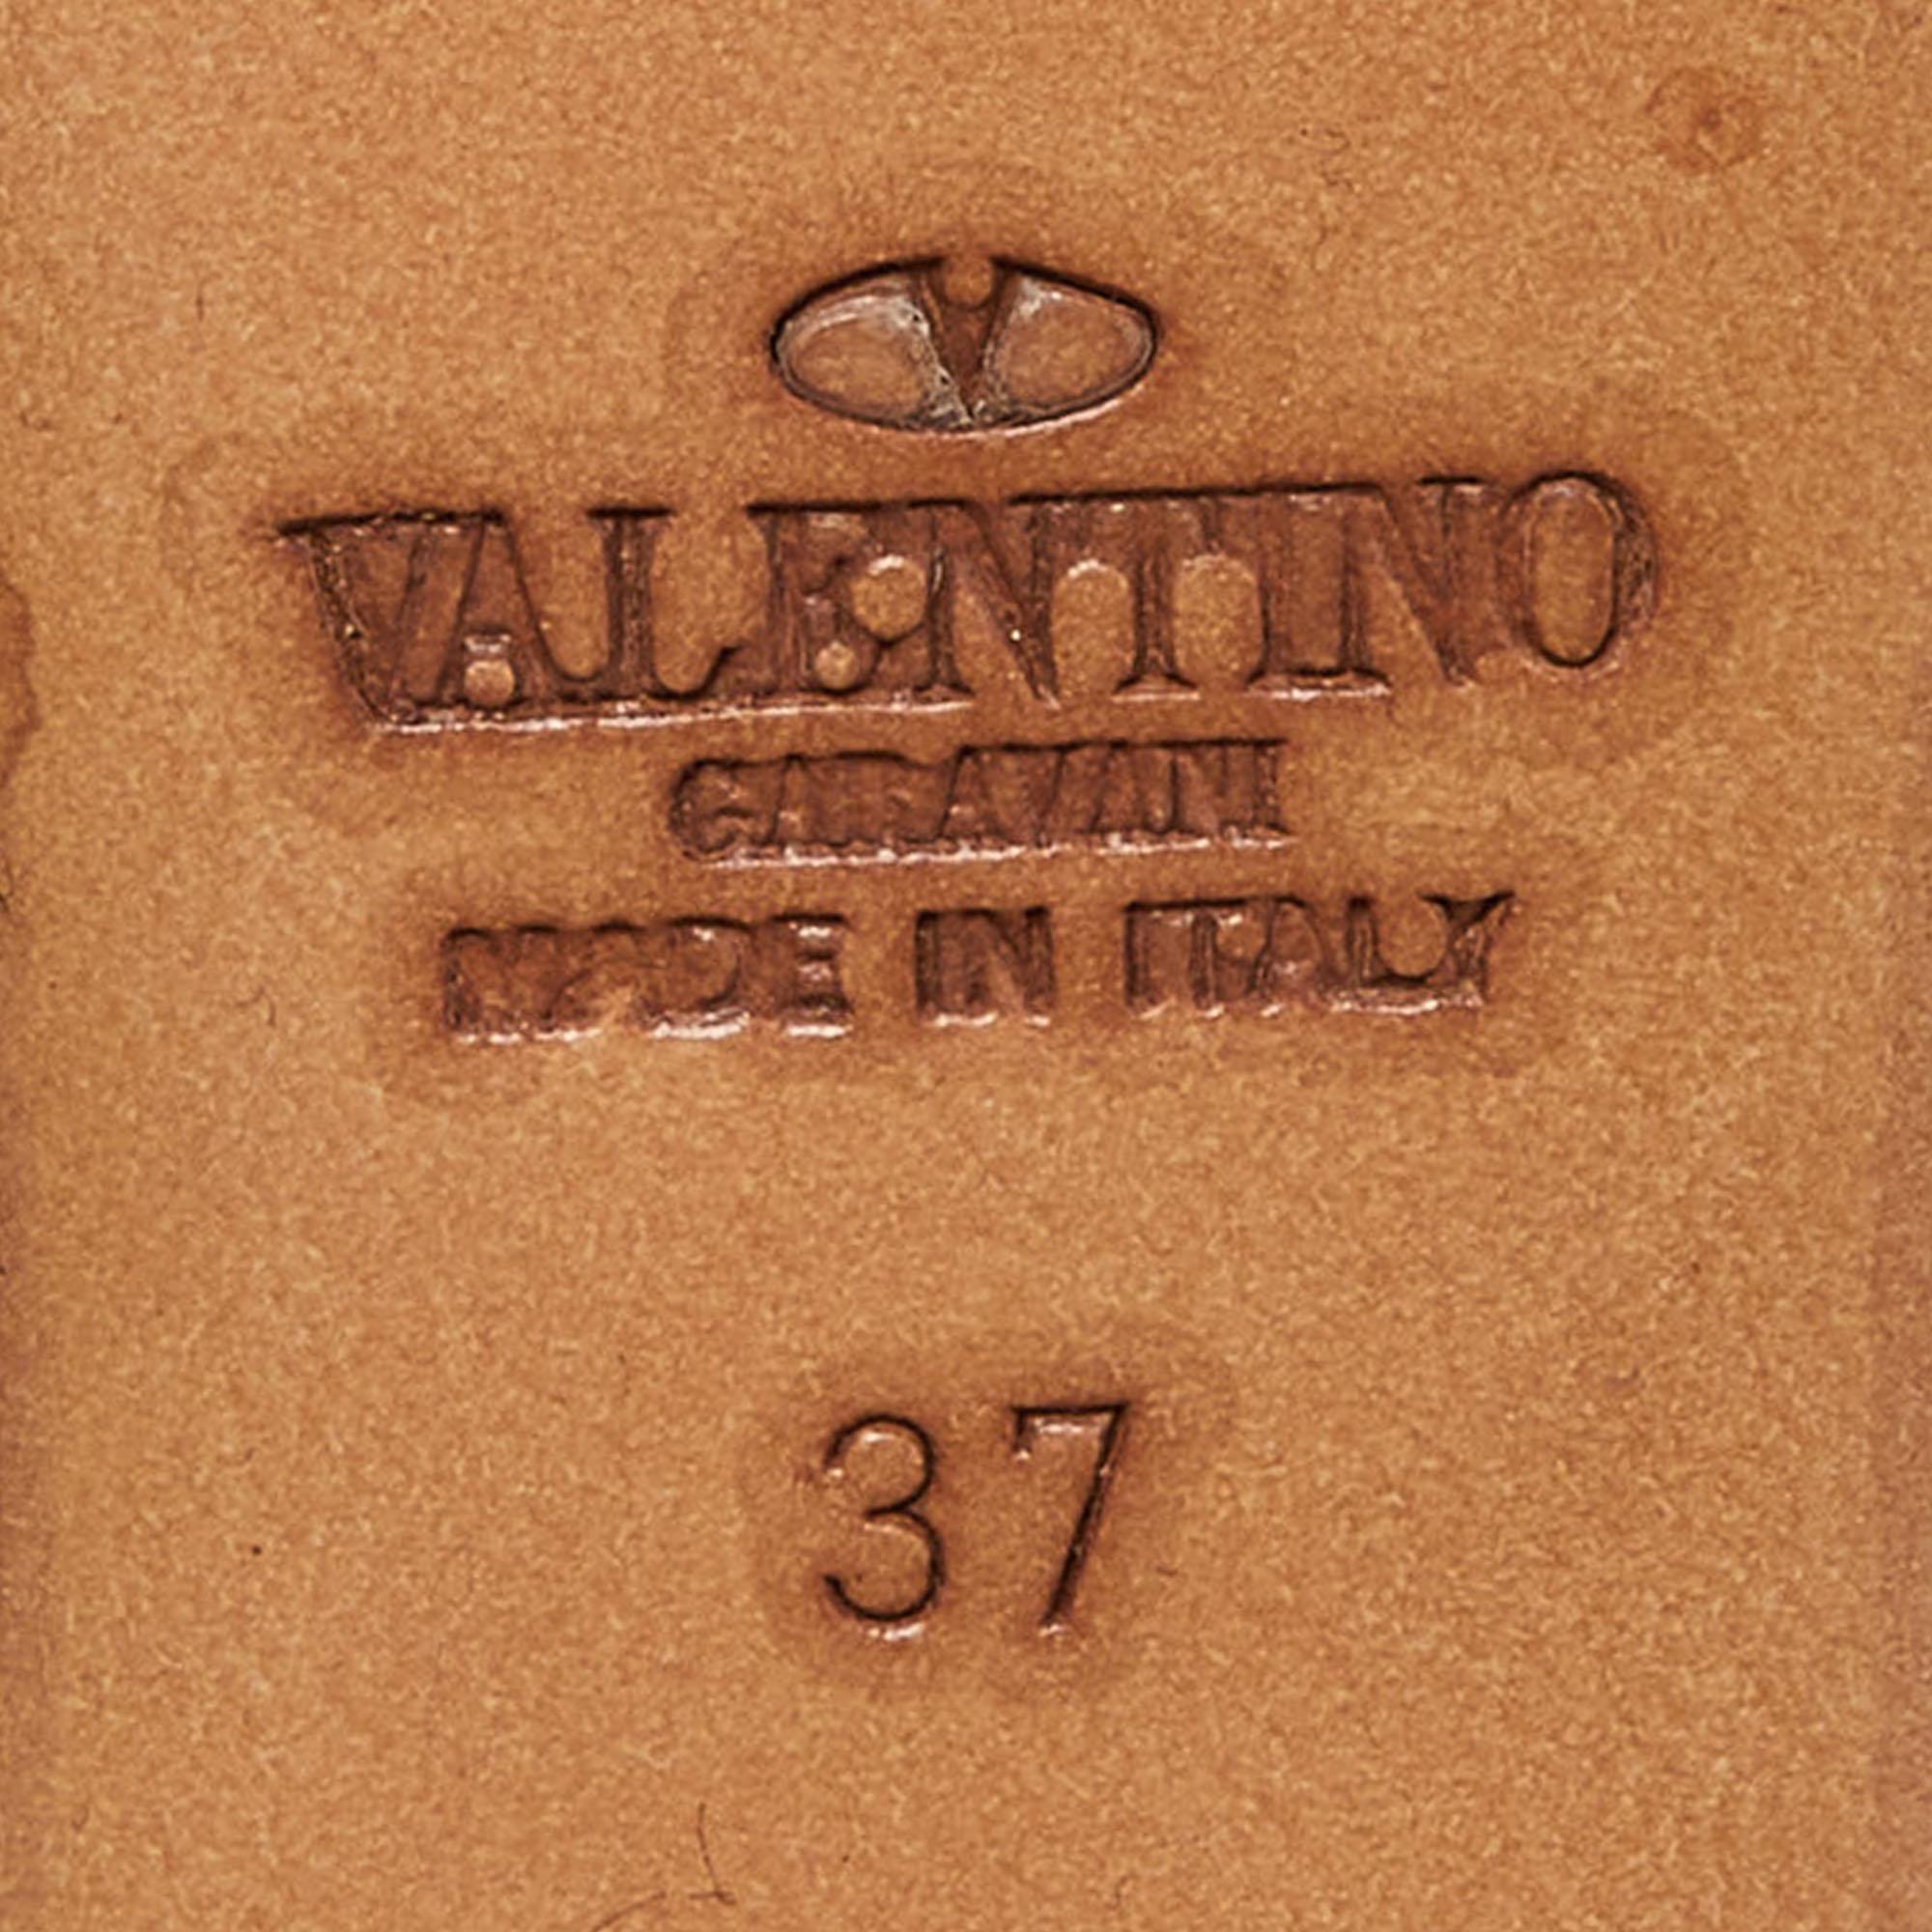 V
VALENTINO
GARAVANI
MADE IN ITALY
37